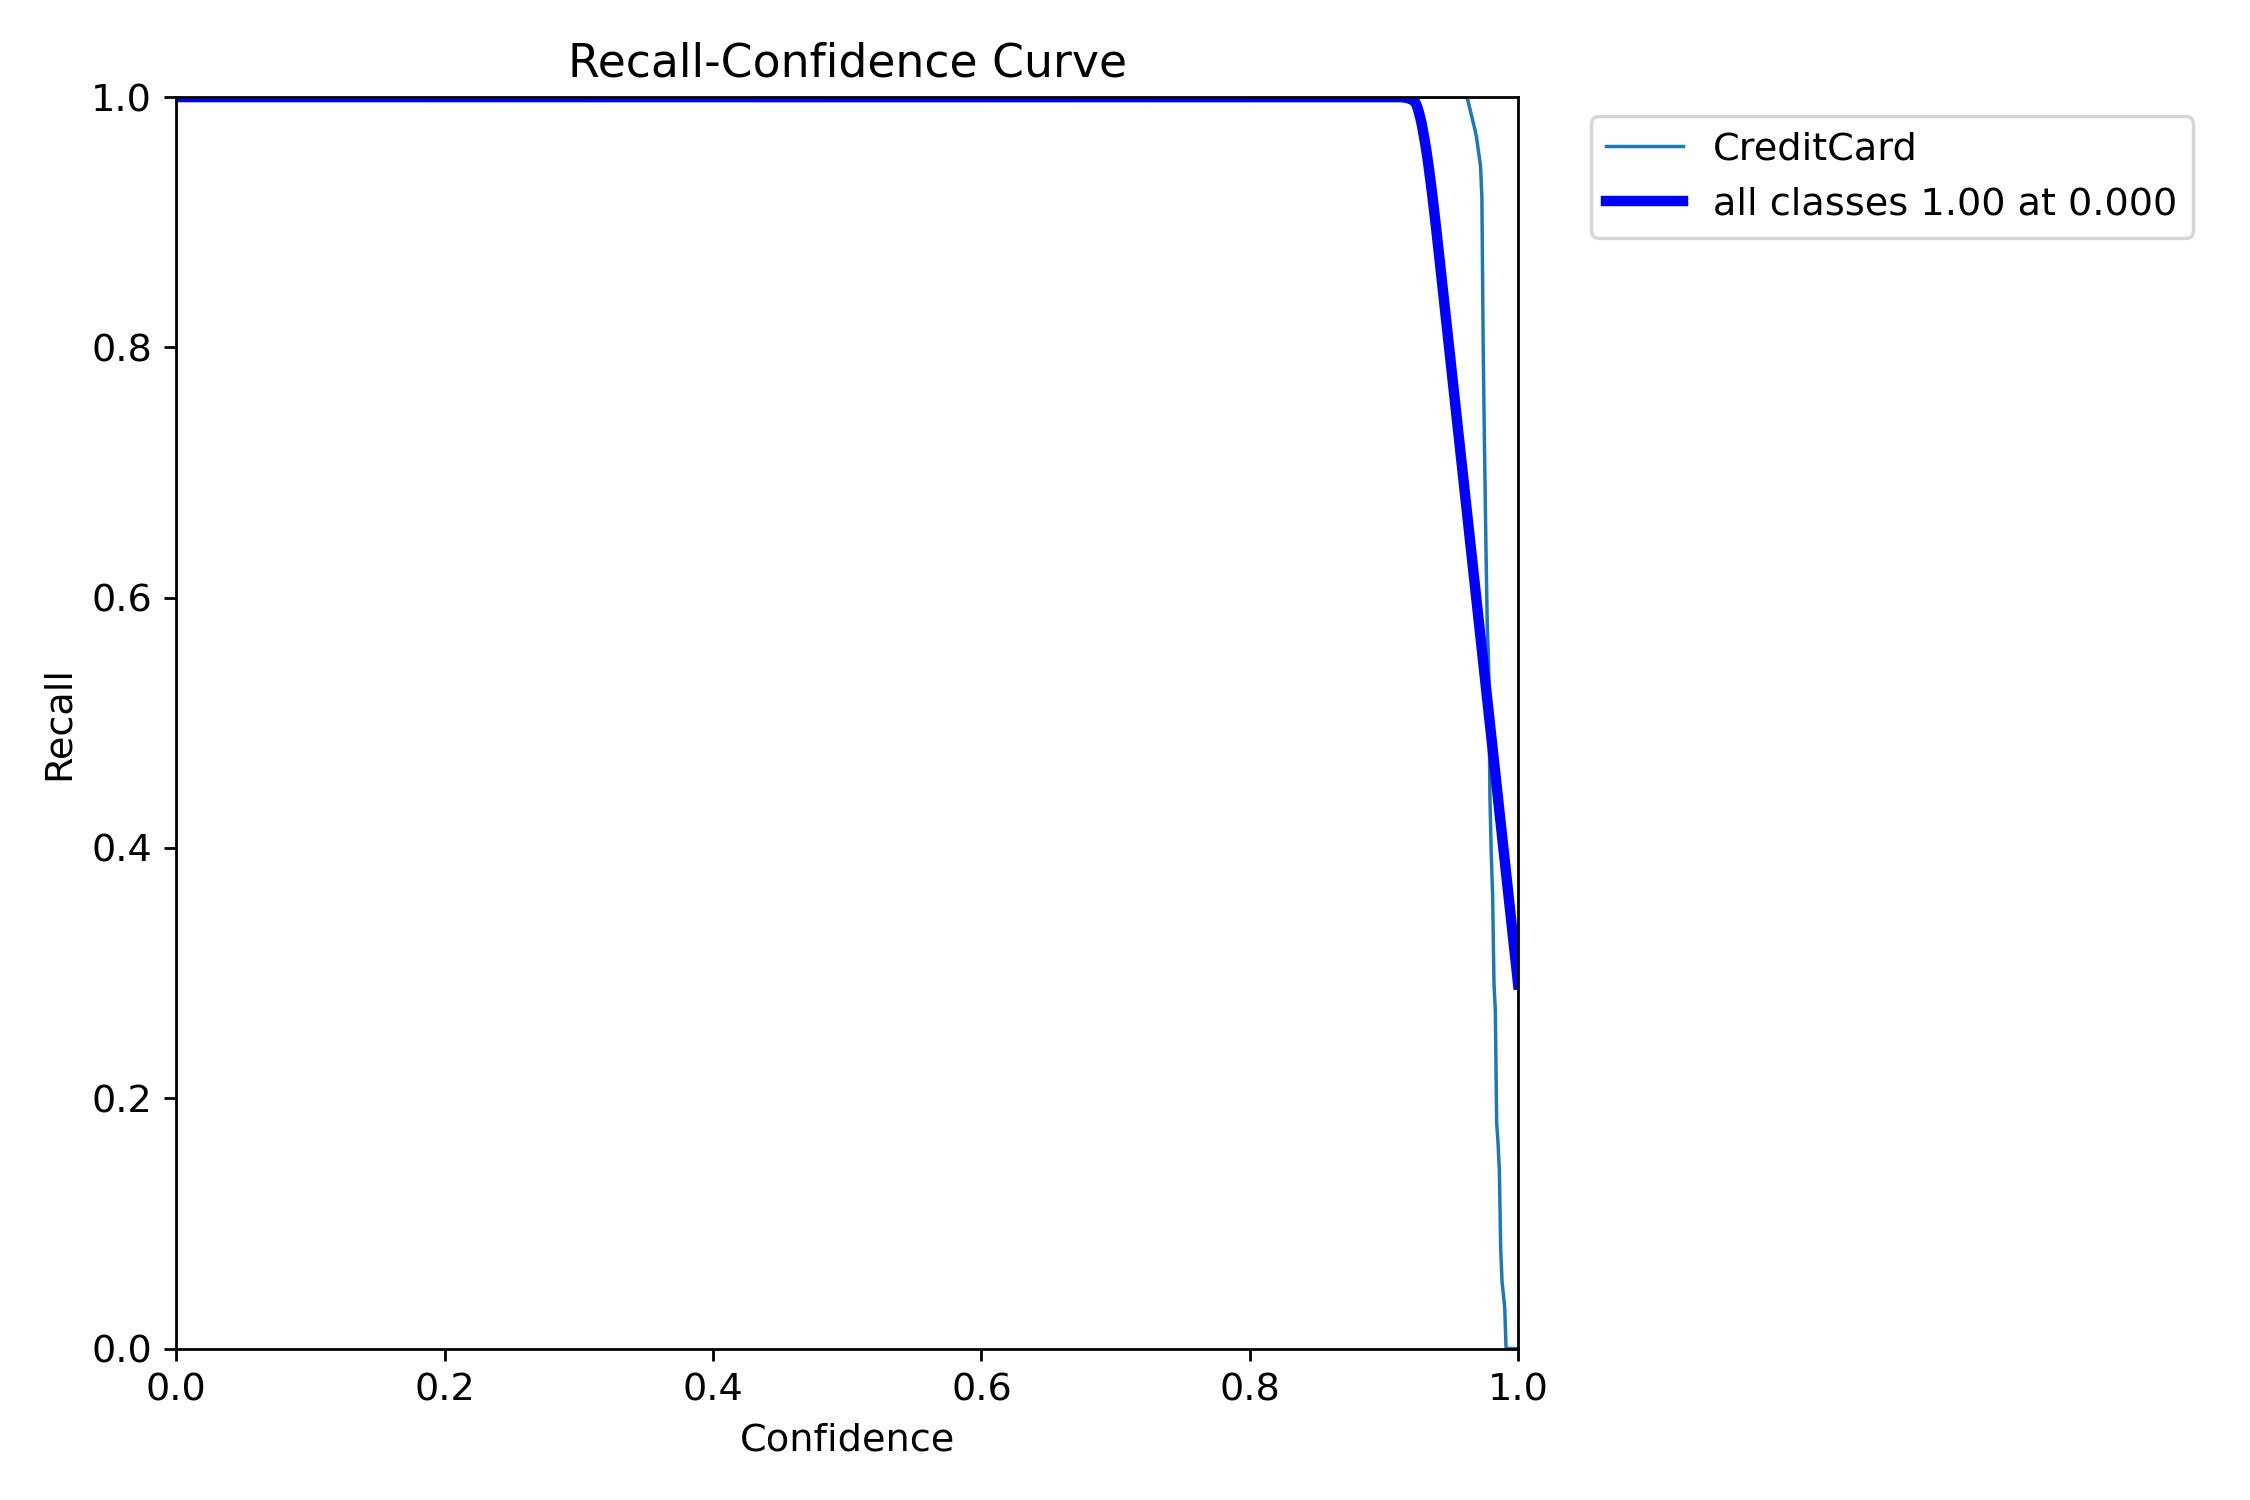 Recall-Confidence Curve
CreditCard
all classes 1.00 at 0.000
1.0
0.8
0.6
0.4
0.2
0.0
Recall
0.0 0.2 0.4 0.6 0.8 1.0
Confidence